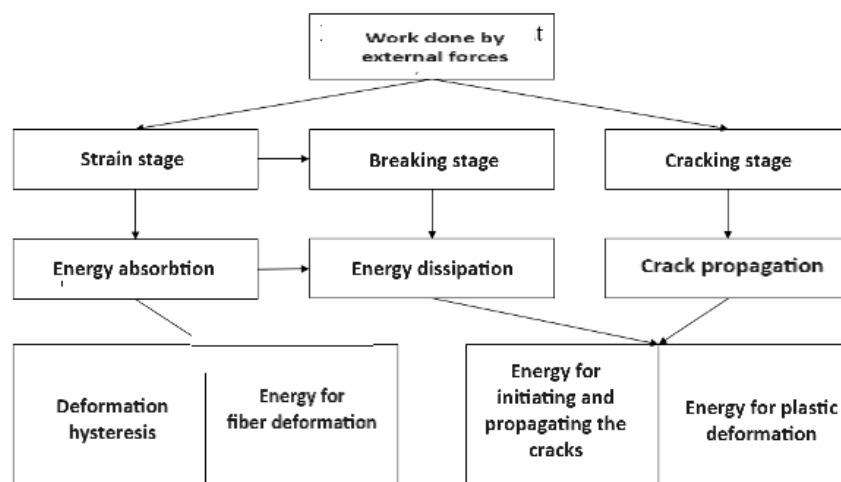 Work done by
external forces
Strain stage
Breaking stage
Cracking stage
Energy absorbtion
Energy dissipation
Crack propagation
Deformation
hysteresis
Energy for
fiber deformation
Energy for
initiating and
propagating the
cracks
Energy for plastic
deformation